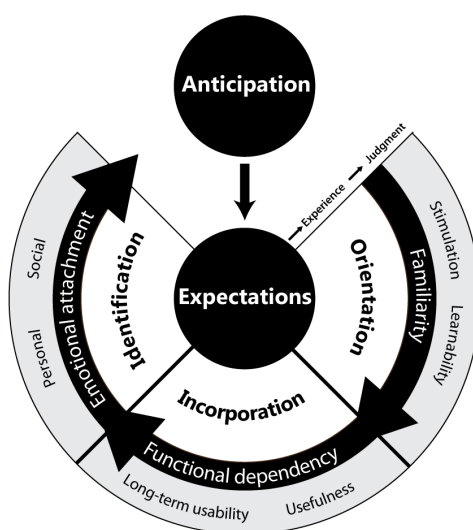 Anticipation
Expectations
Experience
Judgment
Orientation
Familiarity
Stimulation
Learnability
Incorporation
Functional dependency
Usefulness
Long-term usability
Identification
Emotional attachment
Personal
Social